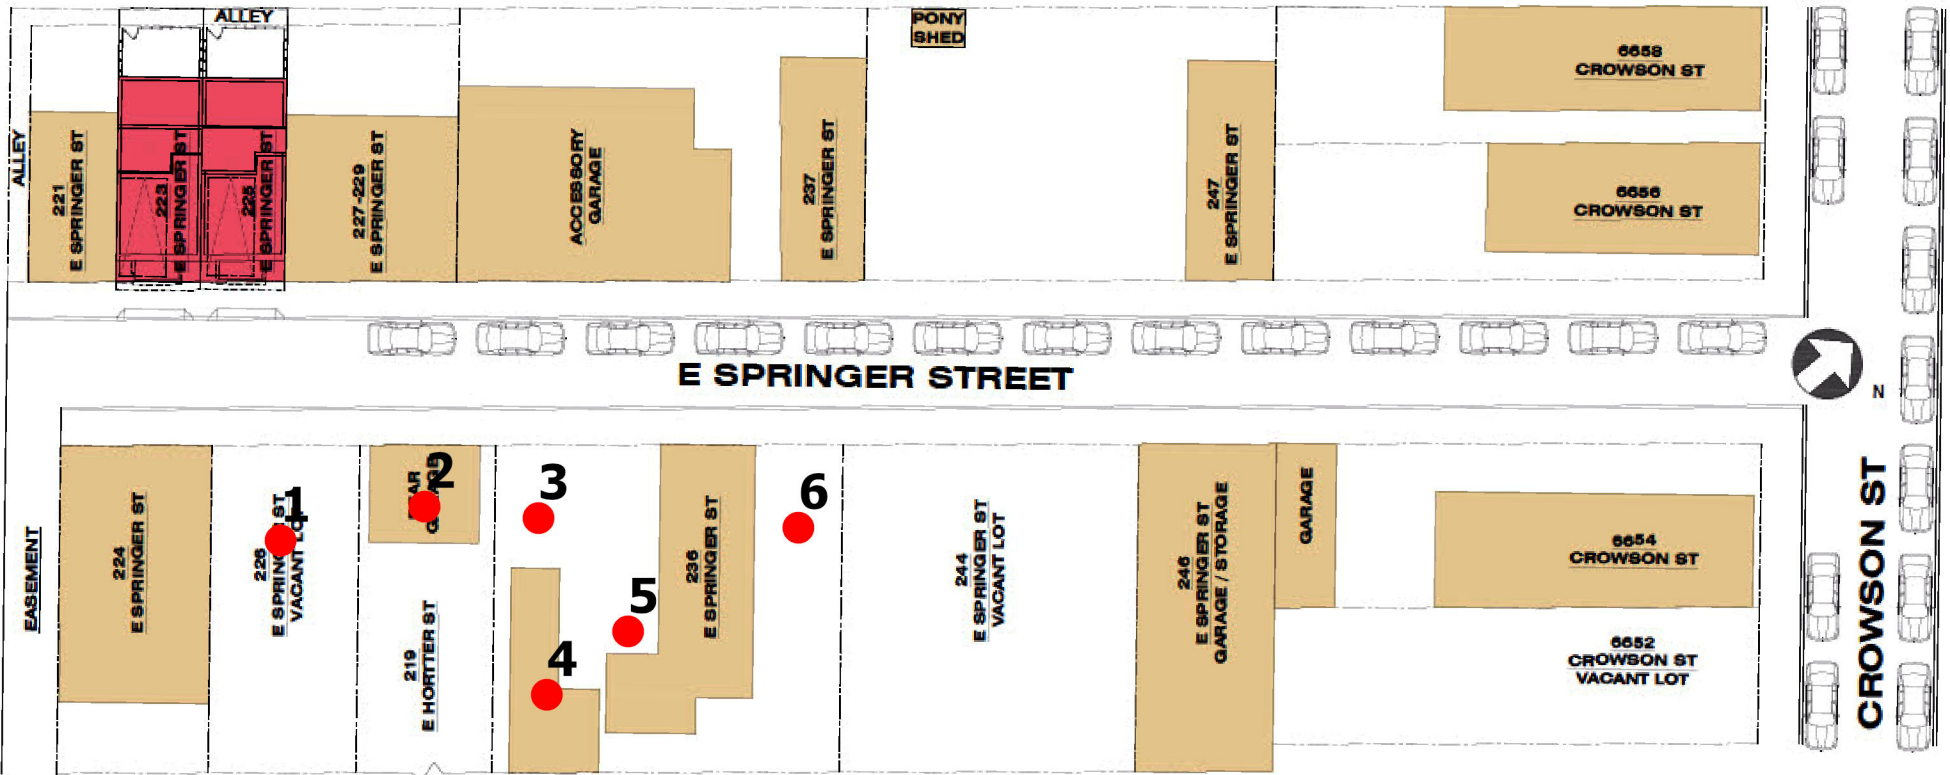 ALLEY
PONY
SHED
6658
CROWSON ST
ALLEY
221
E SPRINGER ST
223
E SPRINGER ST
225
E SPRINGER ST
227-229
E SPRINGER ST
ACCESSORY
GARAGE
237
E SPRINGER ST
247
E SPRINGER ST
6656
CROWSON ST
E SPRINGER STREET
N
EASEMENT
224
E SPRINGER ST
1
226
ST
VACANT
2
219
E HORTTER ST
3
4
5
236
E SPRINGER ST
6
244
E SPRINGER ST
VACANT LOT
246
E SPRINGER ST
GARAGE / STORAGE
GARAGE
6654
CROWSON ST
6652
CROWSON ST
VACANT LOT
CROWSON ST